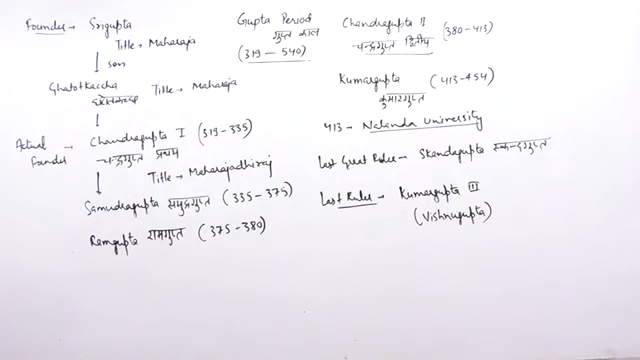 Founder → Srigupta
Title → Maharaja
↓ son
Ghatotkaccha Title → Maharaja
घटोत्कच
Actual Founder → Chandragupta I (319-335)
चन्द्रगुप्त प्रथम
Title → Maharajadhiraj
Samudragupta समुद्रगुप्त (335-375)
Ramgupta रामगुप्त (375-380)
Gupta Period
गुप्त काल
(319-540)
Chandragupta II (380-413)
चन्द्रगुप्त द्वितीय
Kumargupta (413-454)
कुमारगुप्त
413 → Nalanda University
Last Great Ruler → Skandagupta स्कन्दगुप्त
Last Ruler → Kumargupta III
(Vishnugupta)